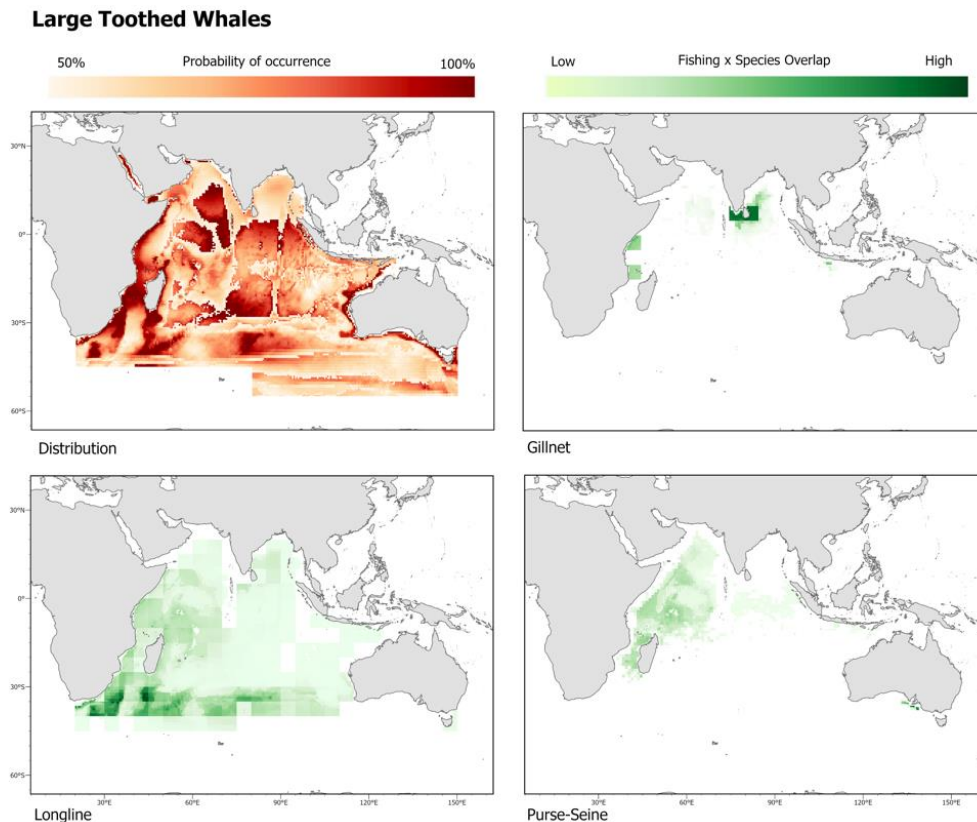 Large Toothed Whales
50% Probability of occurrence 100%
Low Fishing x Species Overlap High
30°N
0°
30°S
60°S
Distribution
Gillnet
30°N
0°
30°S
60°S
30°E 60°E 90°E 120°E 150°E
30°E 60°E 90°E 120°E 150°E
Longline
Purse-Seine